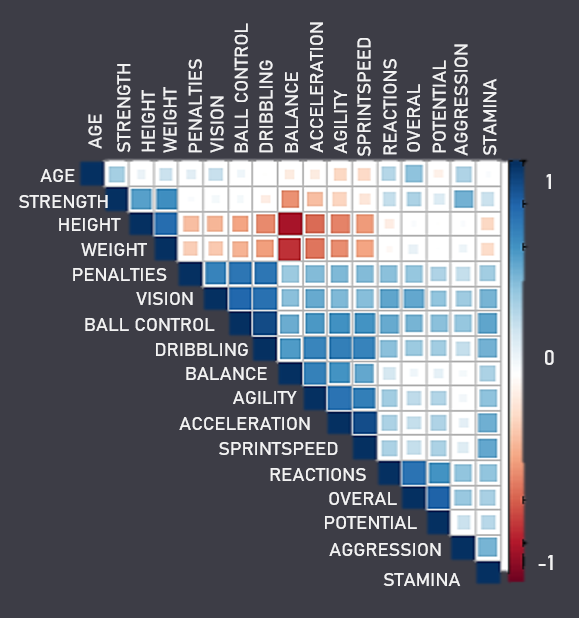 AGE
STRENGTH
HEIGHT
WEIGHT
PENALTIES
VISION
BALL CONTROL
DRIBBLING
BALANCE
ACCELERATION
AGILITY
SPRINTSPEED
REACTIONS
OVERAL
POTENTIAL
AGGRESSION
STAMINA
AGE
STRENGTH
HEIGHT
WEIGHT
PENALTIES
VISION
BALL CONTROL
DRIBBLING
BALANCE
AGILITY
ACCELERATION
SPRINTSPEED
REACTIONS
OVERAL
POTENTIAL
AGGRESSION
STAMINA
1
0
-1